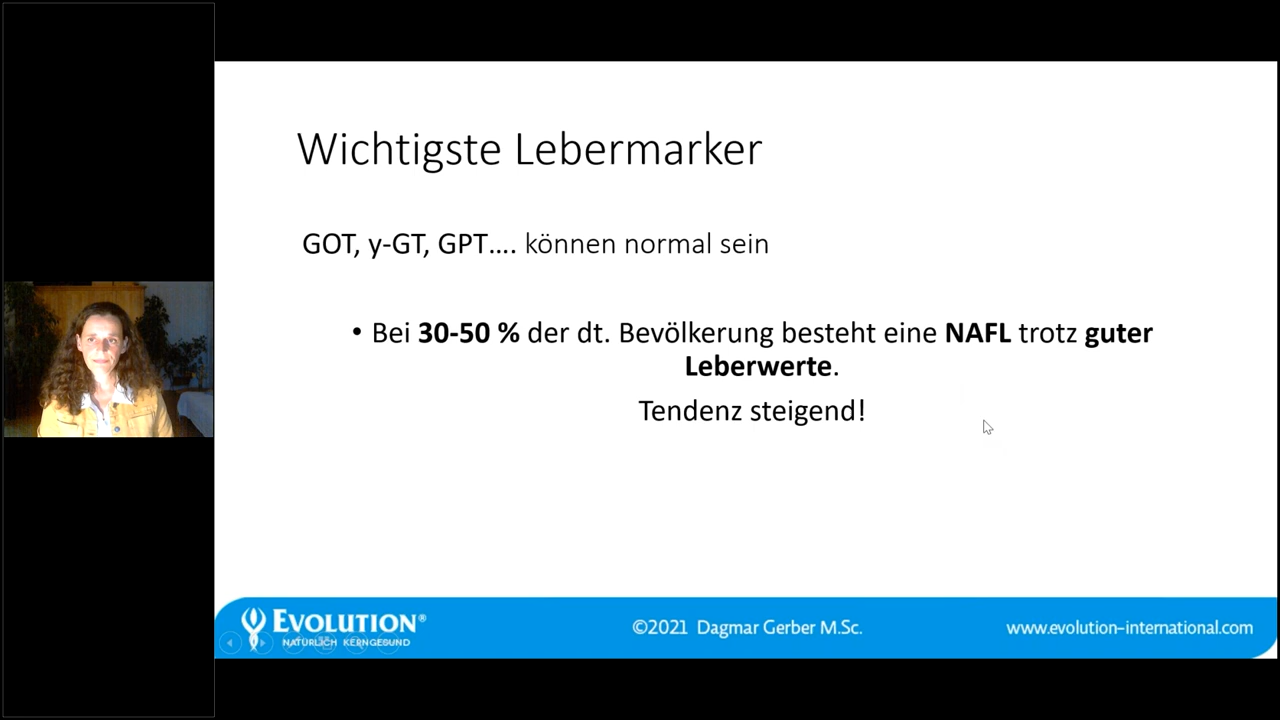 Wichtigste Lebermarker
GOT, y-GT, GPT.... können normal sein
• Bei 30-50 % der dt. Bevölkerung besteht eine NAFL trotz guter
Leberwerte.
Tendenz steigend!
EVOLUTION®
NATÜRLICH KERNGESUND
©2021 Dagmar Gerber M.Sc.
www.evolution-international.com